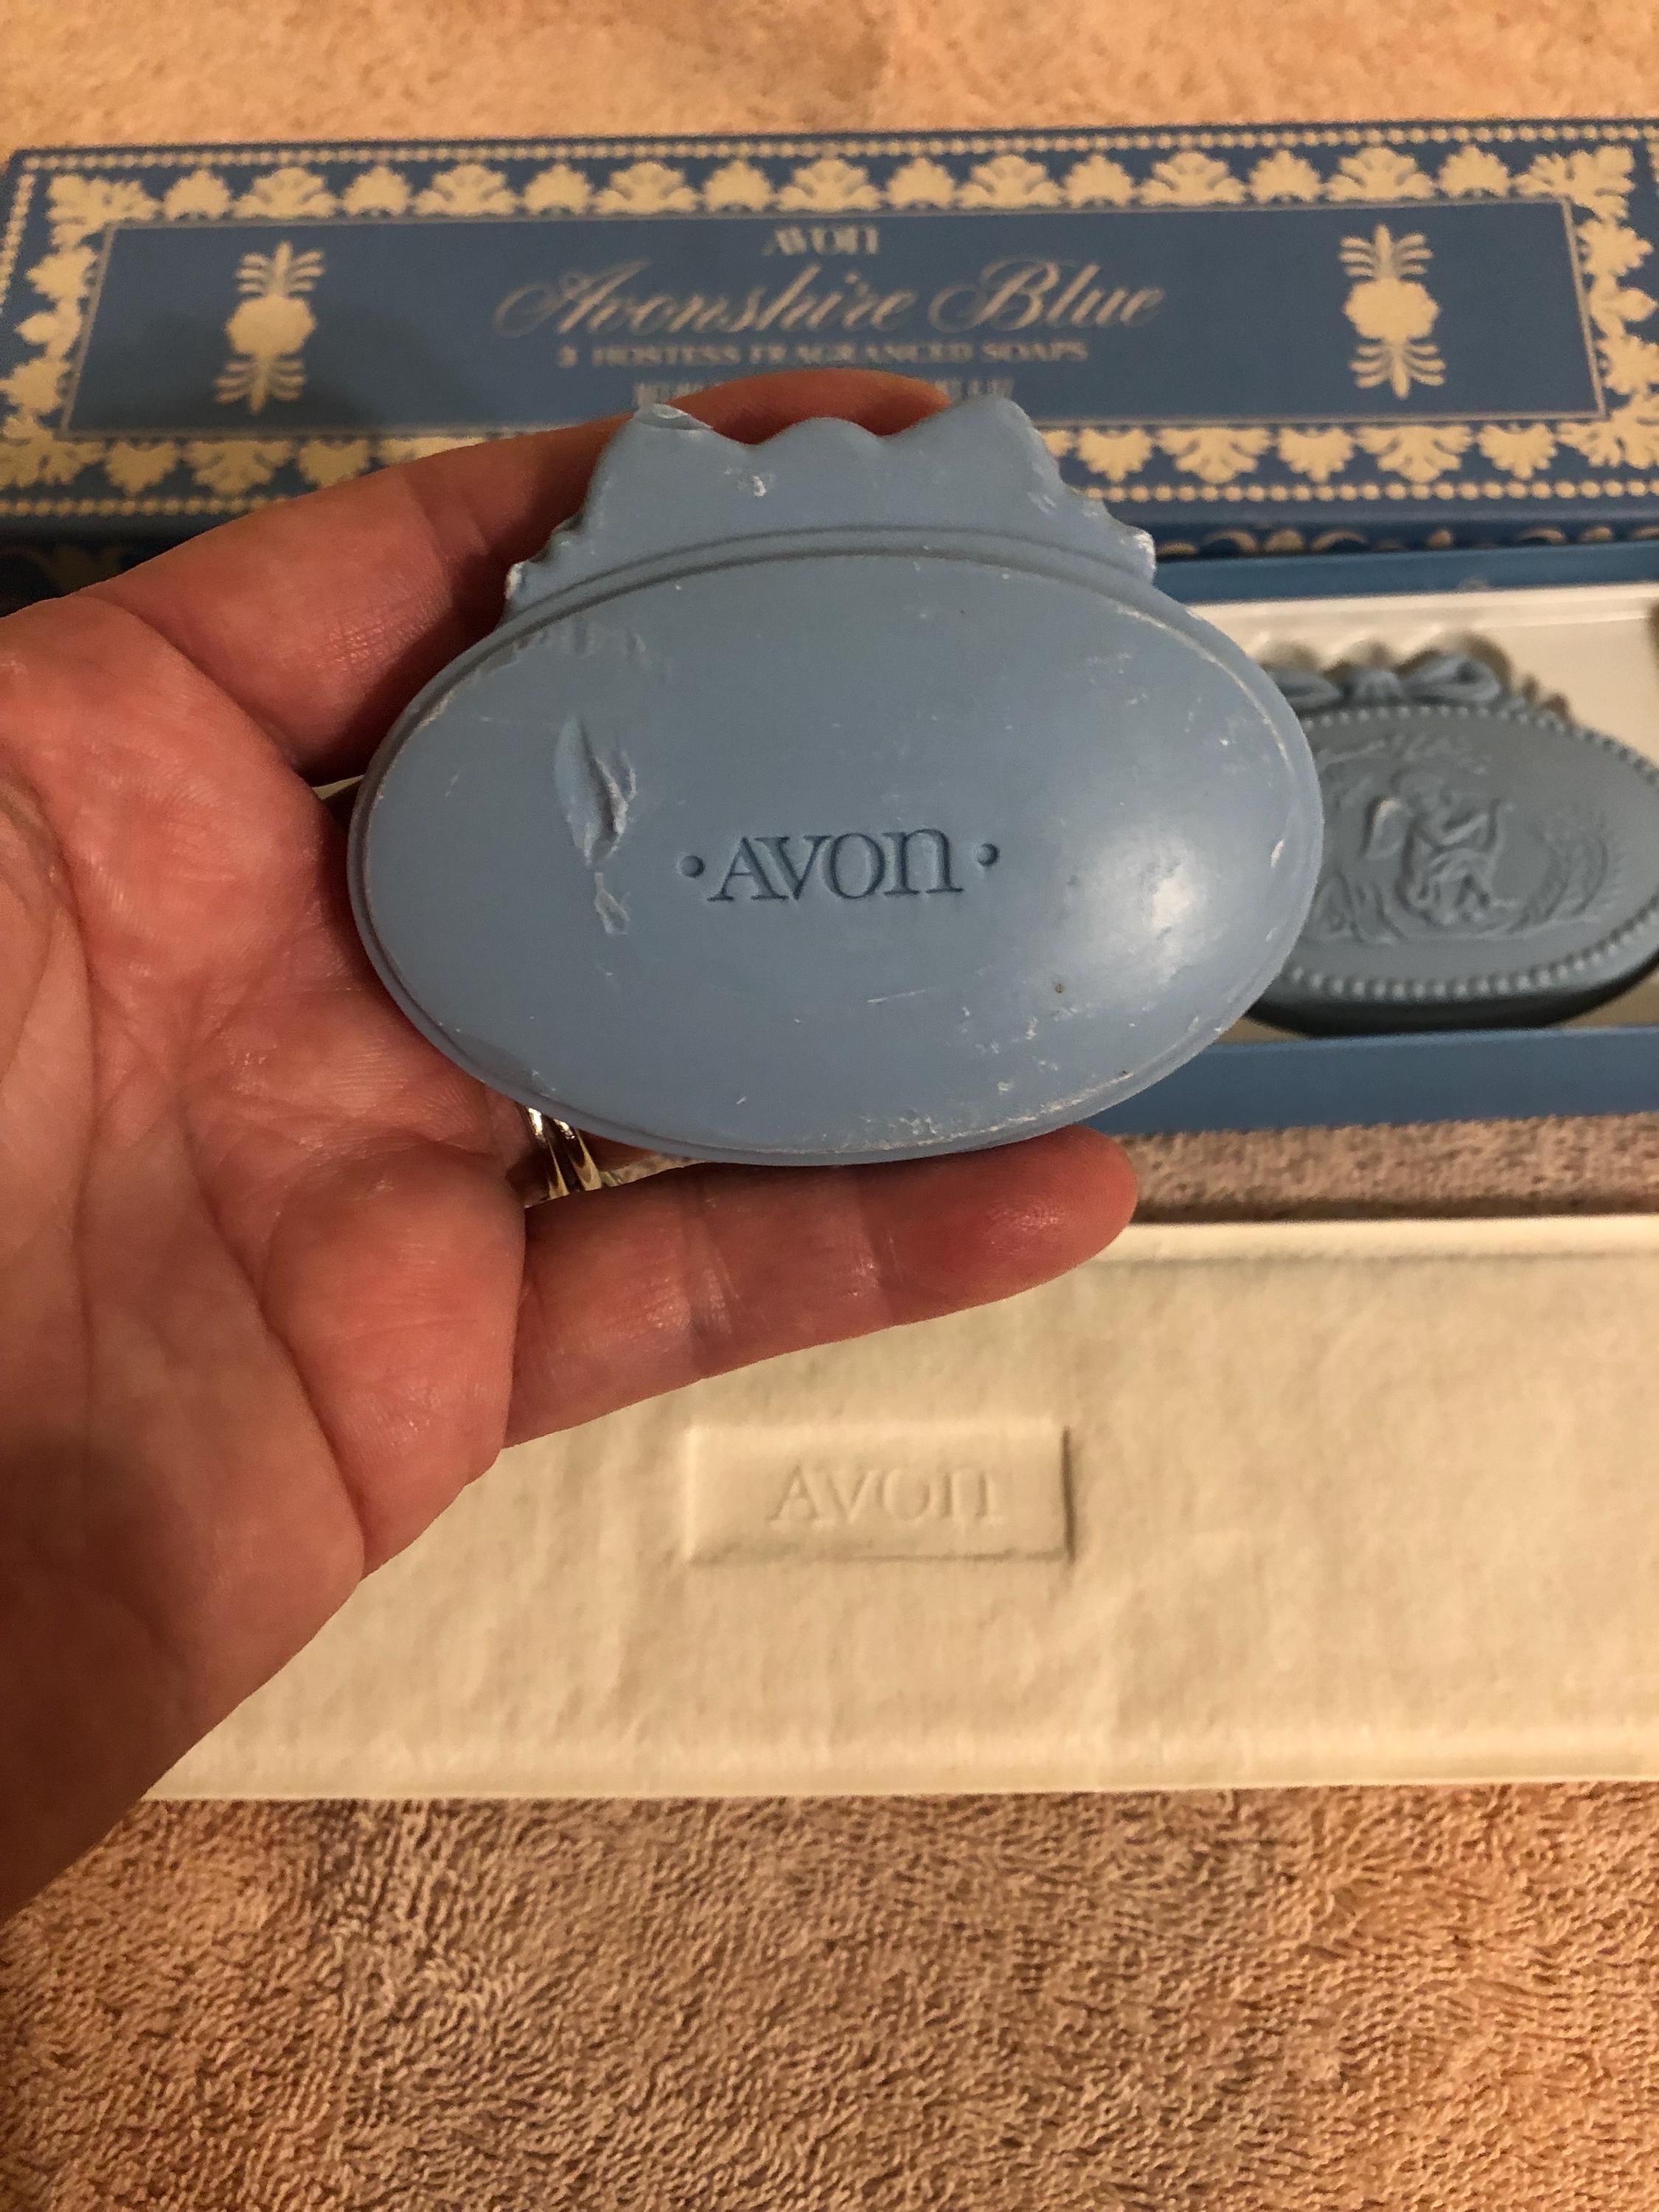 AVON
Avonshire Blue
3 HOSTESS FRAGRANCED SOAPS
·AVON·
AVON